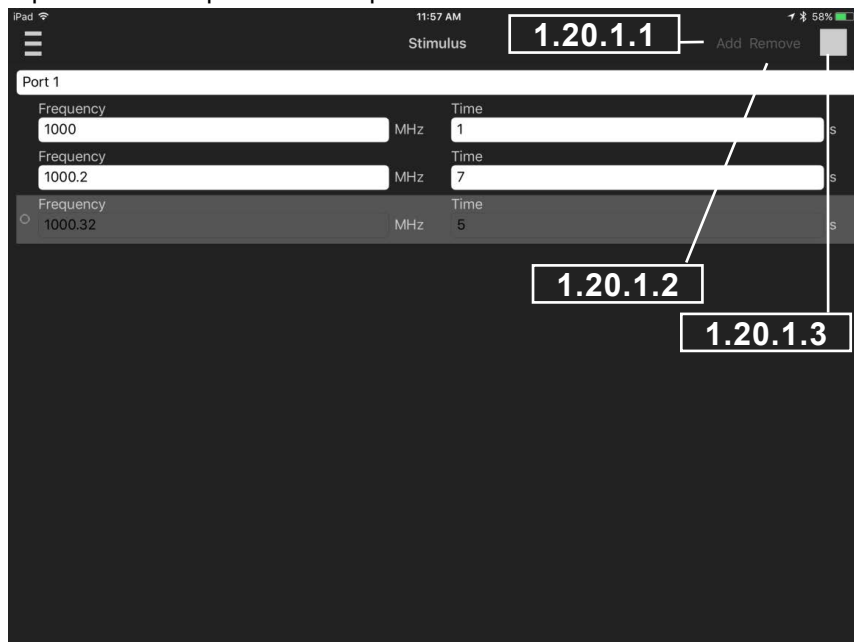 iPad 11:57 AM 58%
Stimulus 1.20.1.1 Add Remove
Port 1
Frequency Time
1000 MHz 1 s
Frequency Time
1000.2 MHz 7 s
Frequency Time
1000.32 MHz 5 s
1.20.1.2
1.20.1.3